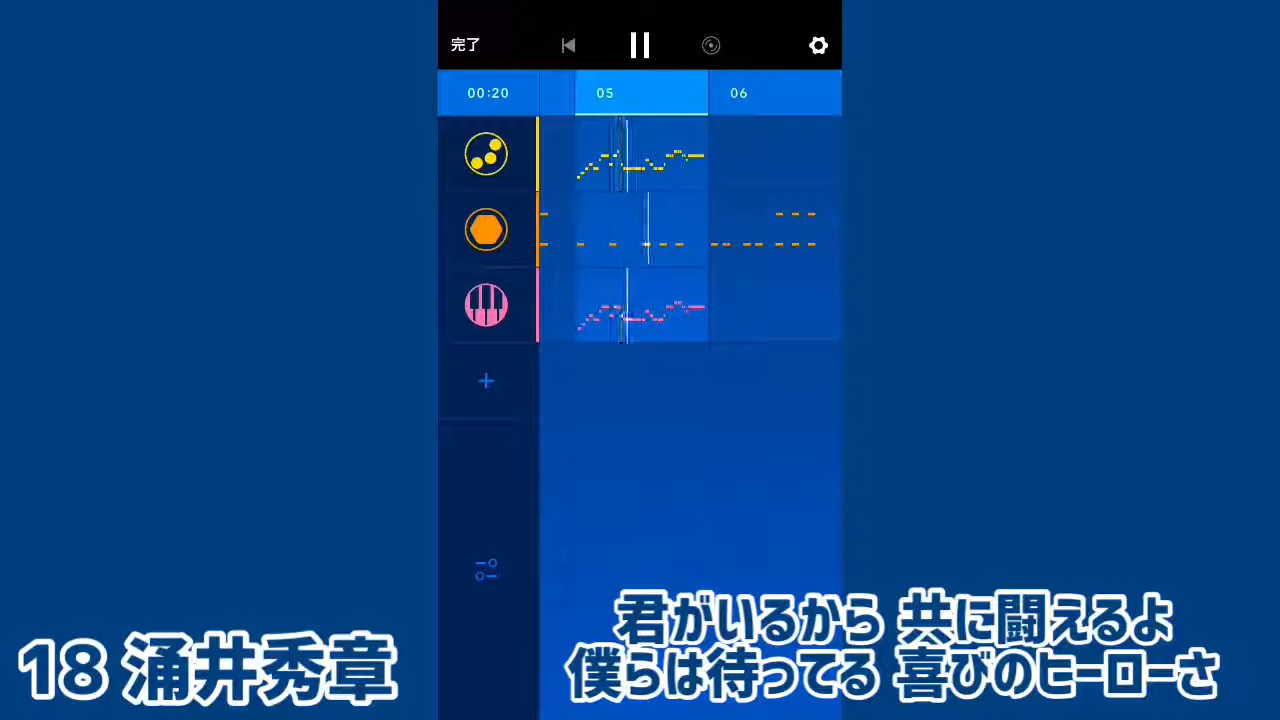 完了
00:20
05
06
18 涌井秀章
君がいるから 共に闘えるよ
僕らは待ってる 喜びのヒーローさ